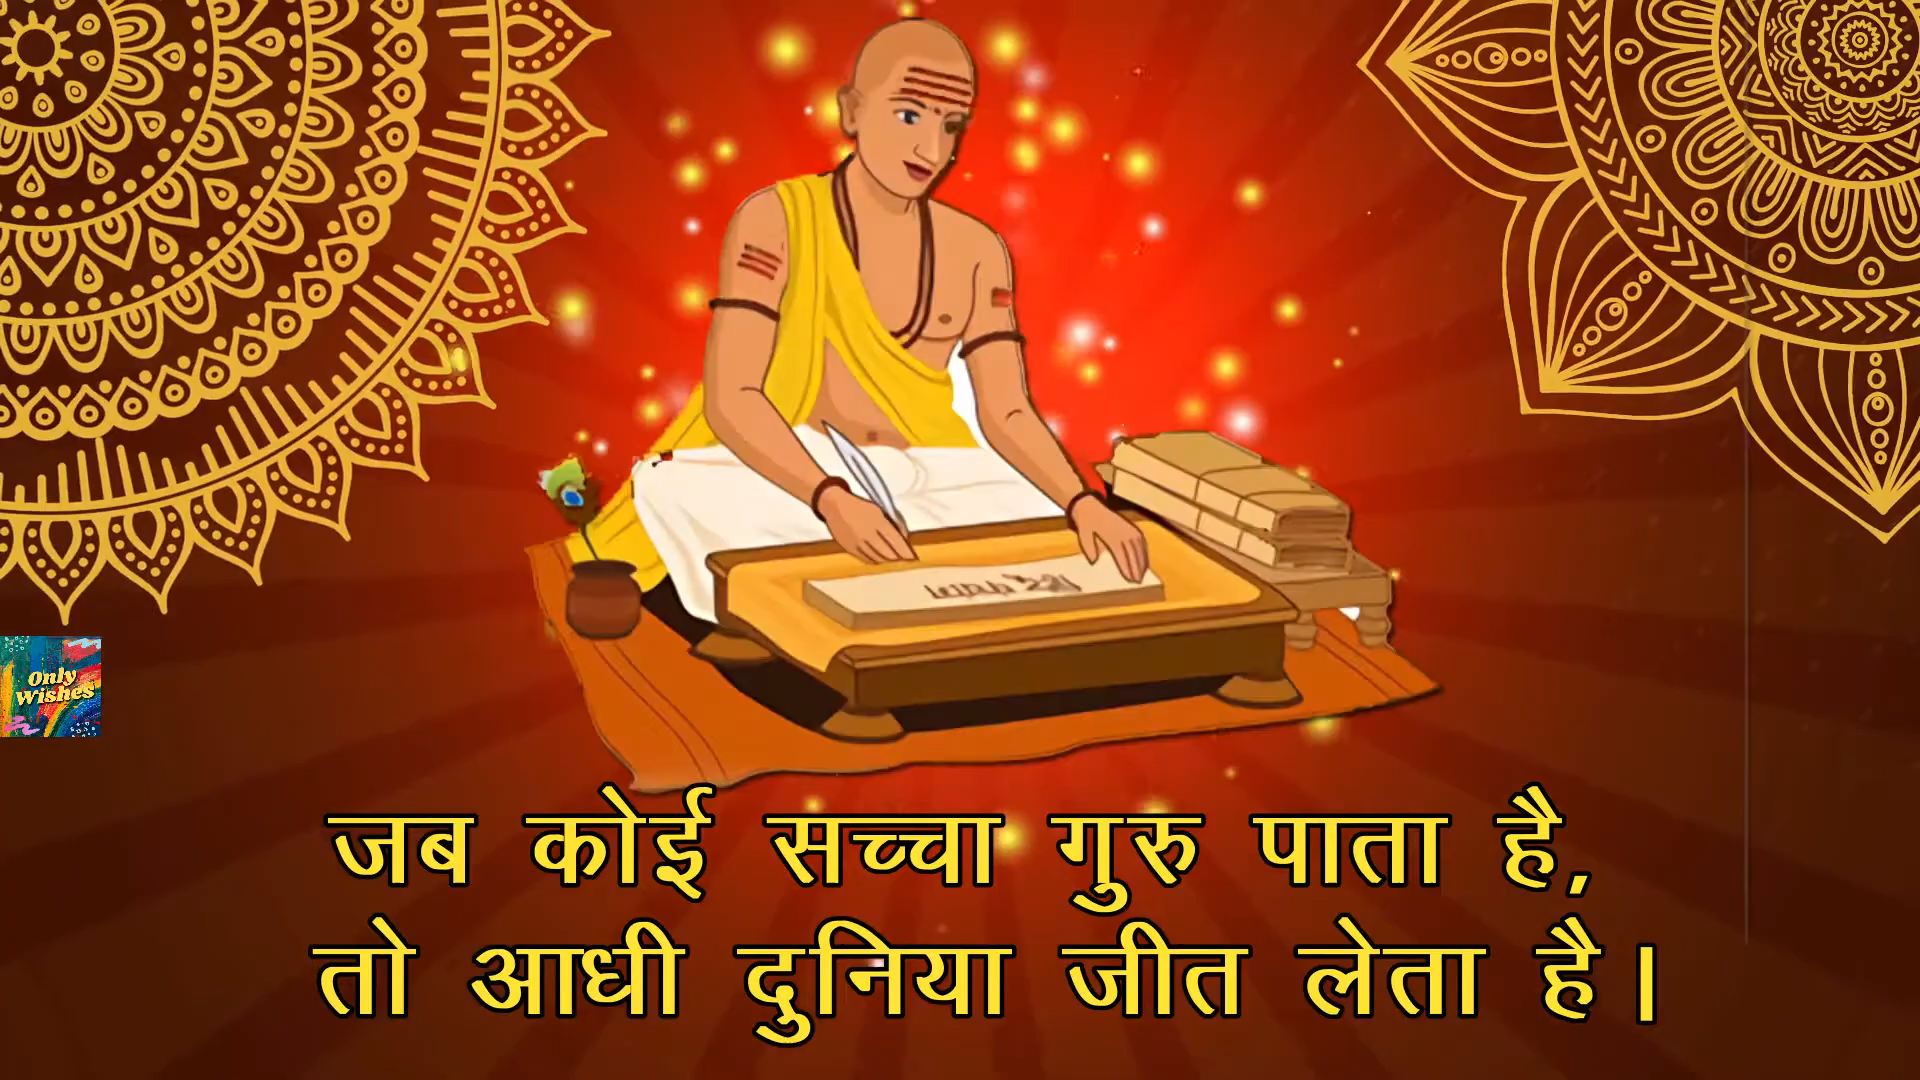 Only
Wishes
जब कोई सच्चा गुरु पाता है,
तो आधी दुनिया जीत लेता है।